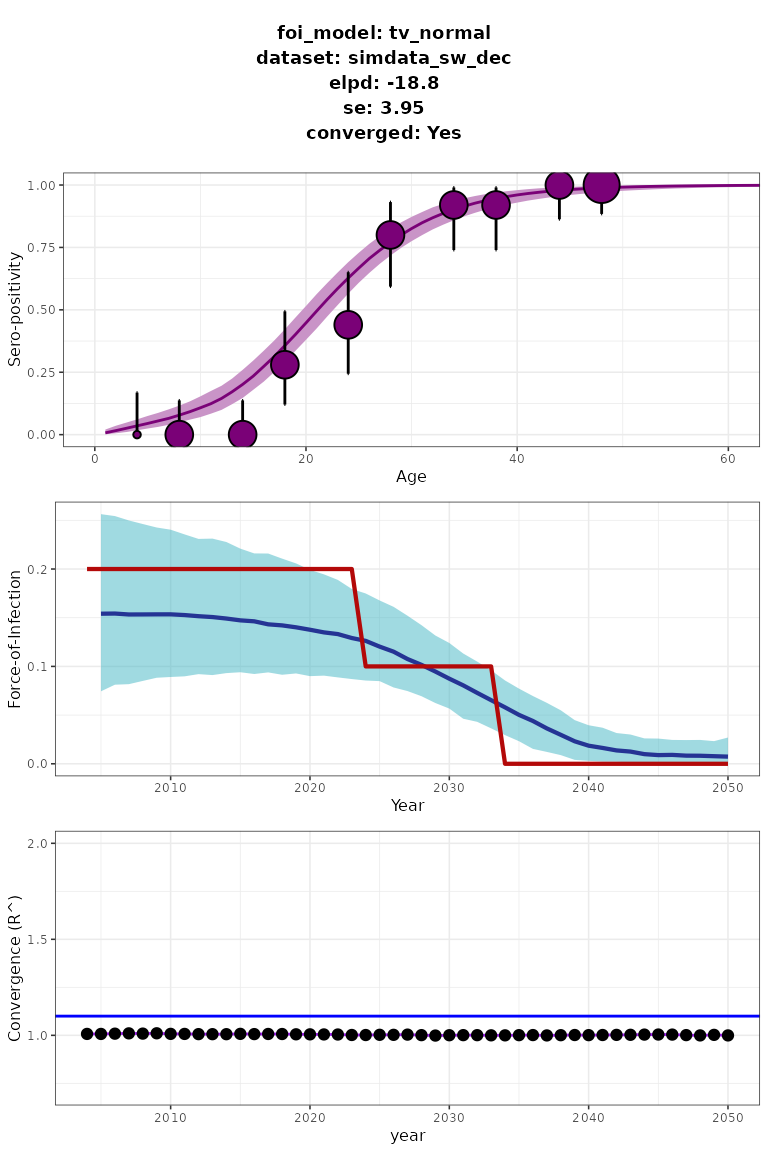 foi_model: tv_normal
dataset: simdata_sw_dec
elpd: -18.8
se: 3.95
converged: Yes
1.00
0.75
0.50
0.25
0.00
Sero-positivity
0 20 40 60
Age
0.2
0.1
0.0
Force-of-Infection
2010 2020 2030 2040 2050
Year
2.0
1.5
1.0
Convergence (R^)
2010 2020 2030 2040 2050
year